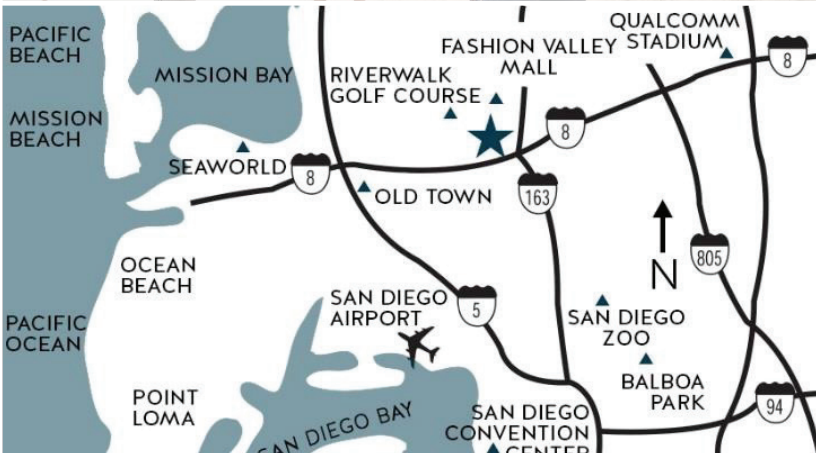 PACIFIC
BEACH
MISSION BAY
MISSION
BEACH
SEAWORLD
RIVERWALK
GOLF COURSE
FASHION VALLEY
MALL
QUALCOMM
STADIUM
8
8
8
OLD TOWN
163
805
N
OCEAN
BEACH
SAN DIEGO
AIRPORT
5
SAN DIEGO
ZOO
PACIFIC
OCEAN
BALBOA
PARK
POINT
LOMA
SAN DIEGO BAY
SAN DIEGO
CONVENTION
CENTER
94